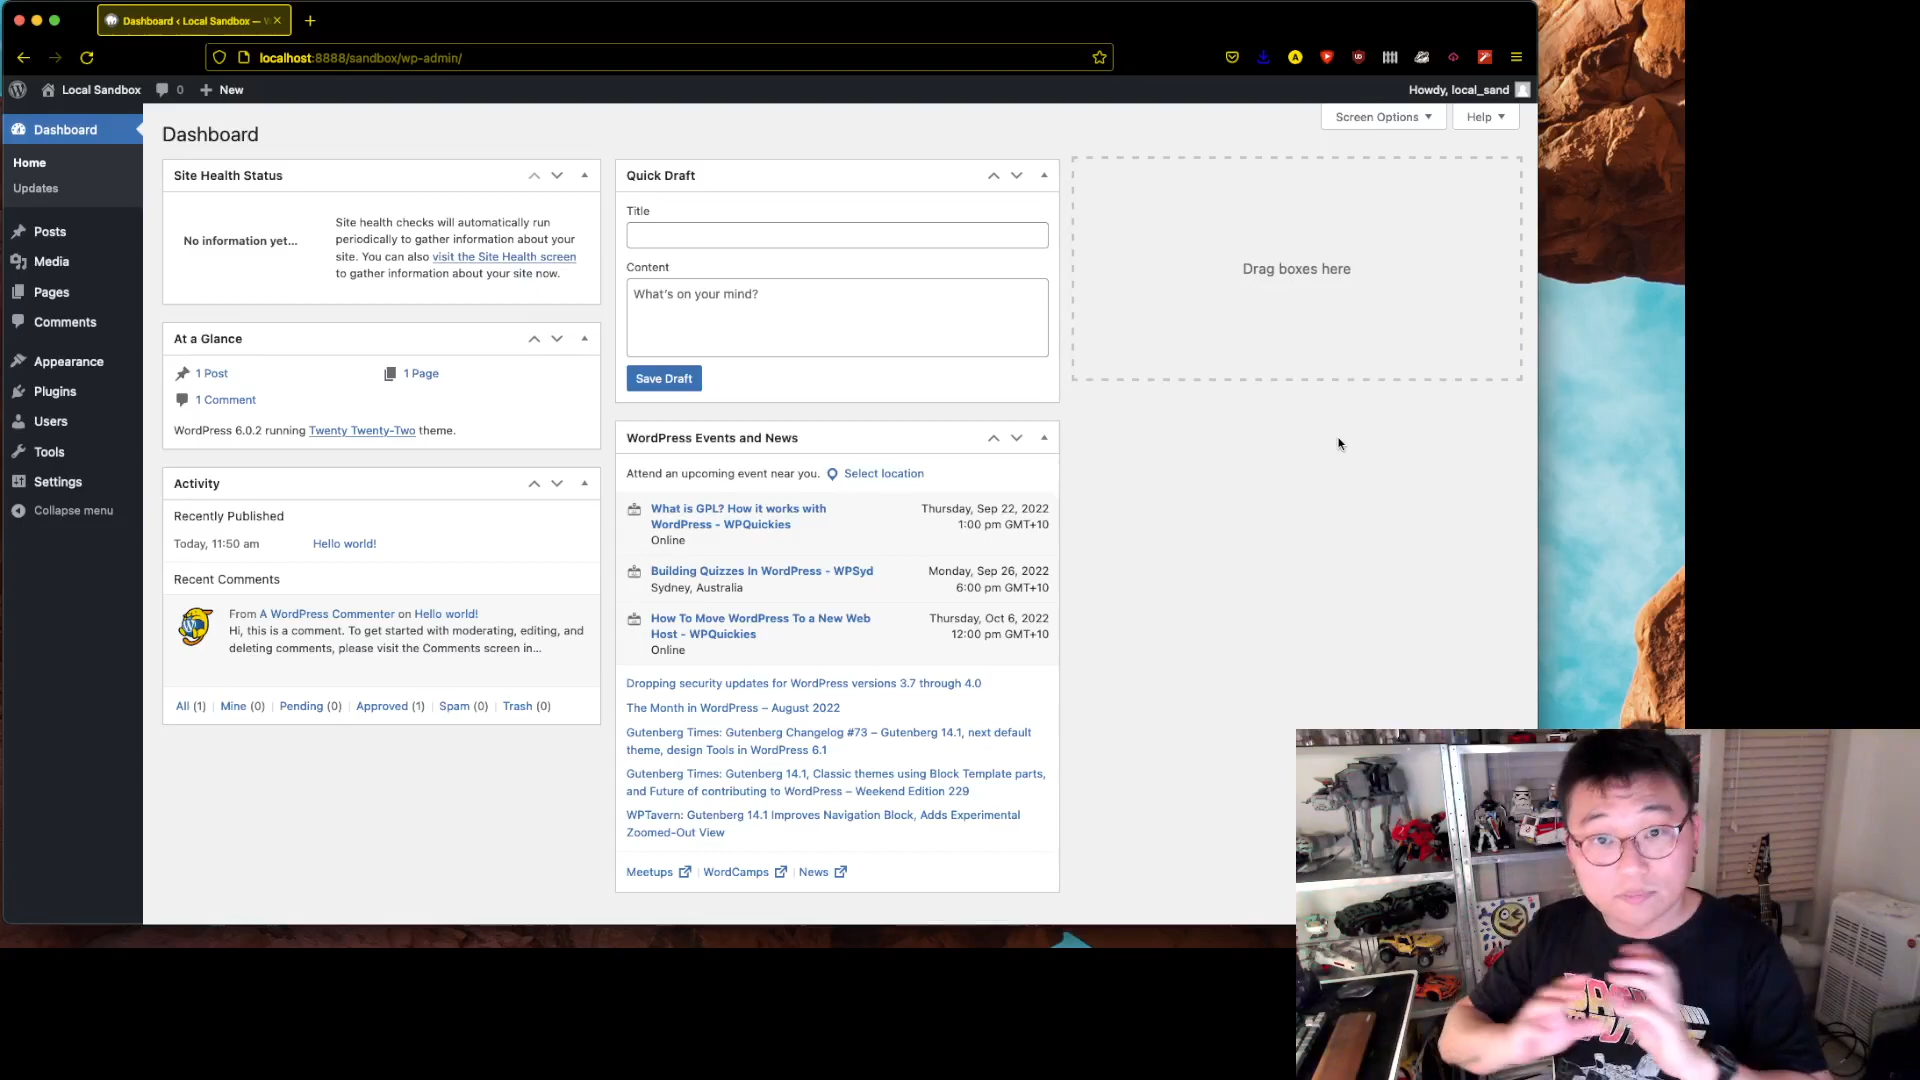 Dashboard ‹ Local Sandbox —
localhost:8888/sandbox/wp-admin/
Local Sandbox
0
New
Howdy, local_sand
Dashboard
Home
Updates
Posts
Media
Pages
Comments
Appearance
Plugins
Users
Tools
Settings
Collapse menu
Dashboard
Screen Options
Help
Site Health Status
No information yet...
Site health checks will automatically run
periodically to gather information about your
site. You can also visit the Site Health screen
to gather information about your site now.
At a Glance
1 Post
1 Page
1 Comment
WordPress 6.0.2 running Twenty Twenty-Two theme.
Activity
Recently Published
Today, 11:50 am
Hello world!
Recent Comments
From A WordPress Commenter on Hello world!
Hi, this is a comment. To get started with moderating, editing, and
deleting comments, please visit the Comments screen in...
All (1) | Mine (0) | Pending (0) | Approved (1) | Spam (0) | Trash (0)
Quick Draft
Title
Content
What's on your mind?
Save Draft
WordPress Events and News
Attend an upcoming event near you.
Select location
What is GPL? How it works with
WordPress - WPQuickies
Online
Thursday, Sep 22, 2022
1:00 pm GMT+10
Building Quizzes In WordPress - WPSyd
Sydney, Australia
Monday, Sep 26, 2022
6:00 pm GMT+10
How To Move WordPress To a New Web
Host - WPQuickies
Online
Thursday, Oct 6, 2022
12:00 pm GMT+10
Dropping security updates for WordPress versions 3.7 through 4.0
The Month in WordPress – August 2022
Gutenberg Times: Gutenberg Changelog #73 – Gutenberg 14.1, next default
theme, design Tools in WordPress 6.1
Gutenberg Times: Gutenberg 14.1, Classic themes using Block Template parts,
and Future of contributing to WordPress – Weekend Edition 229
WPTavern: Gutenberg 14.1 Improves Navigation Block, Adds Experimental
Zoomed-Out View
Meetups | WordCamps | News
Drag boxes here